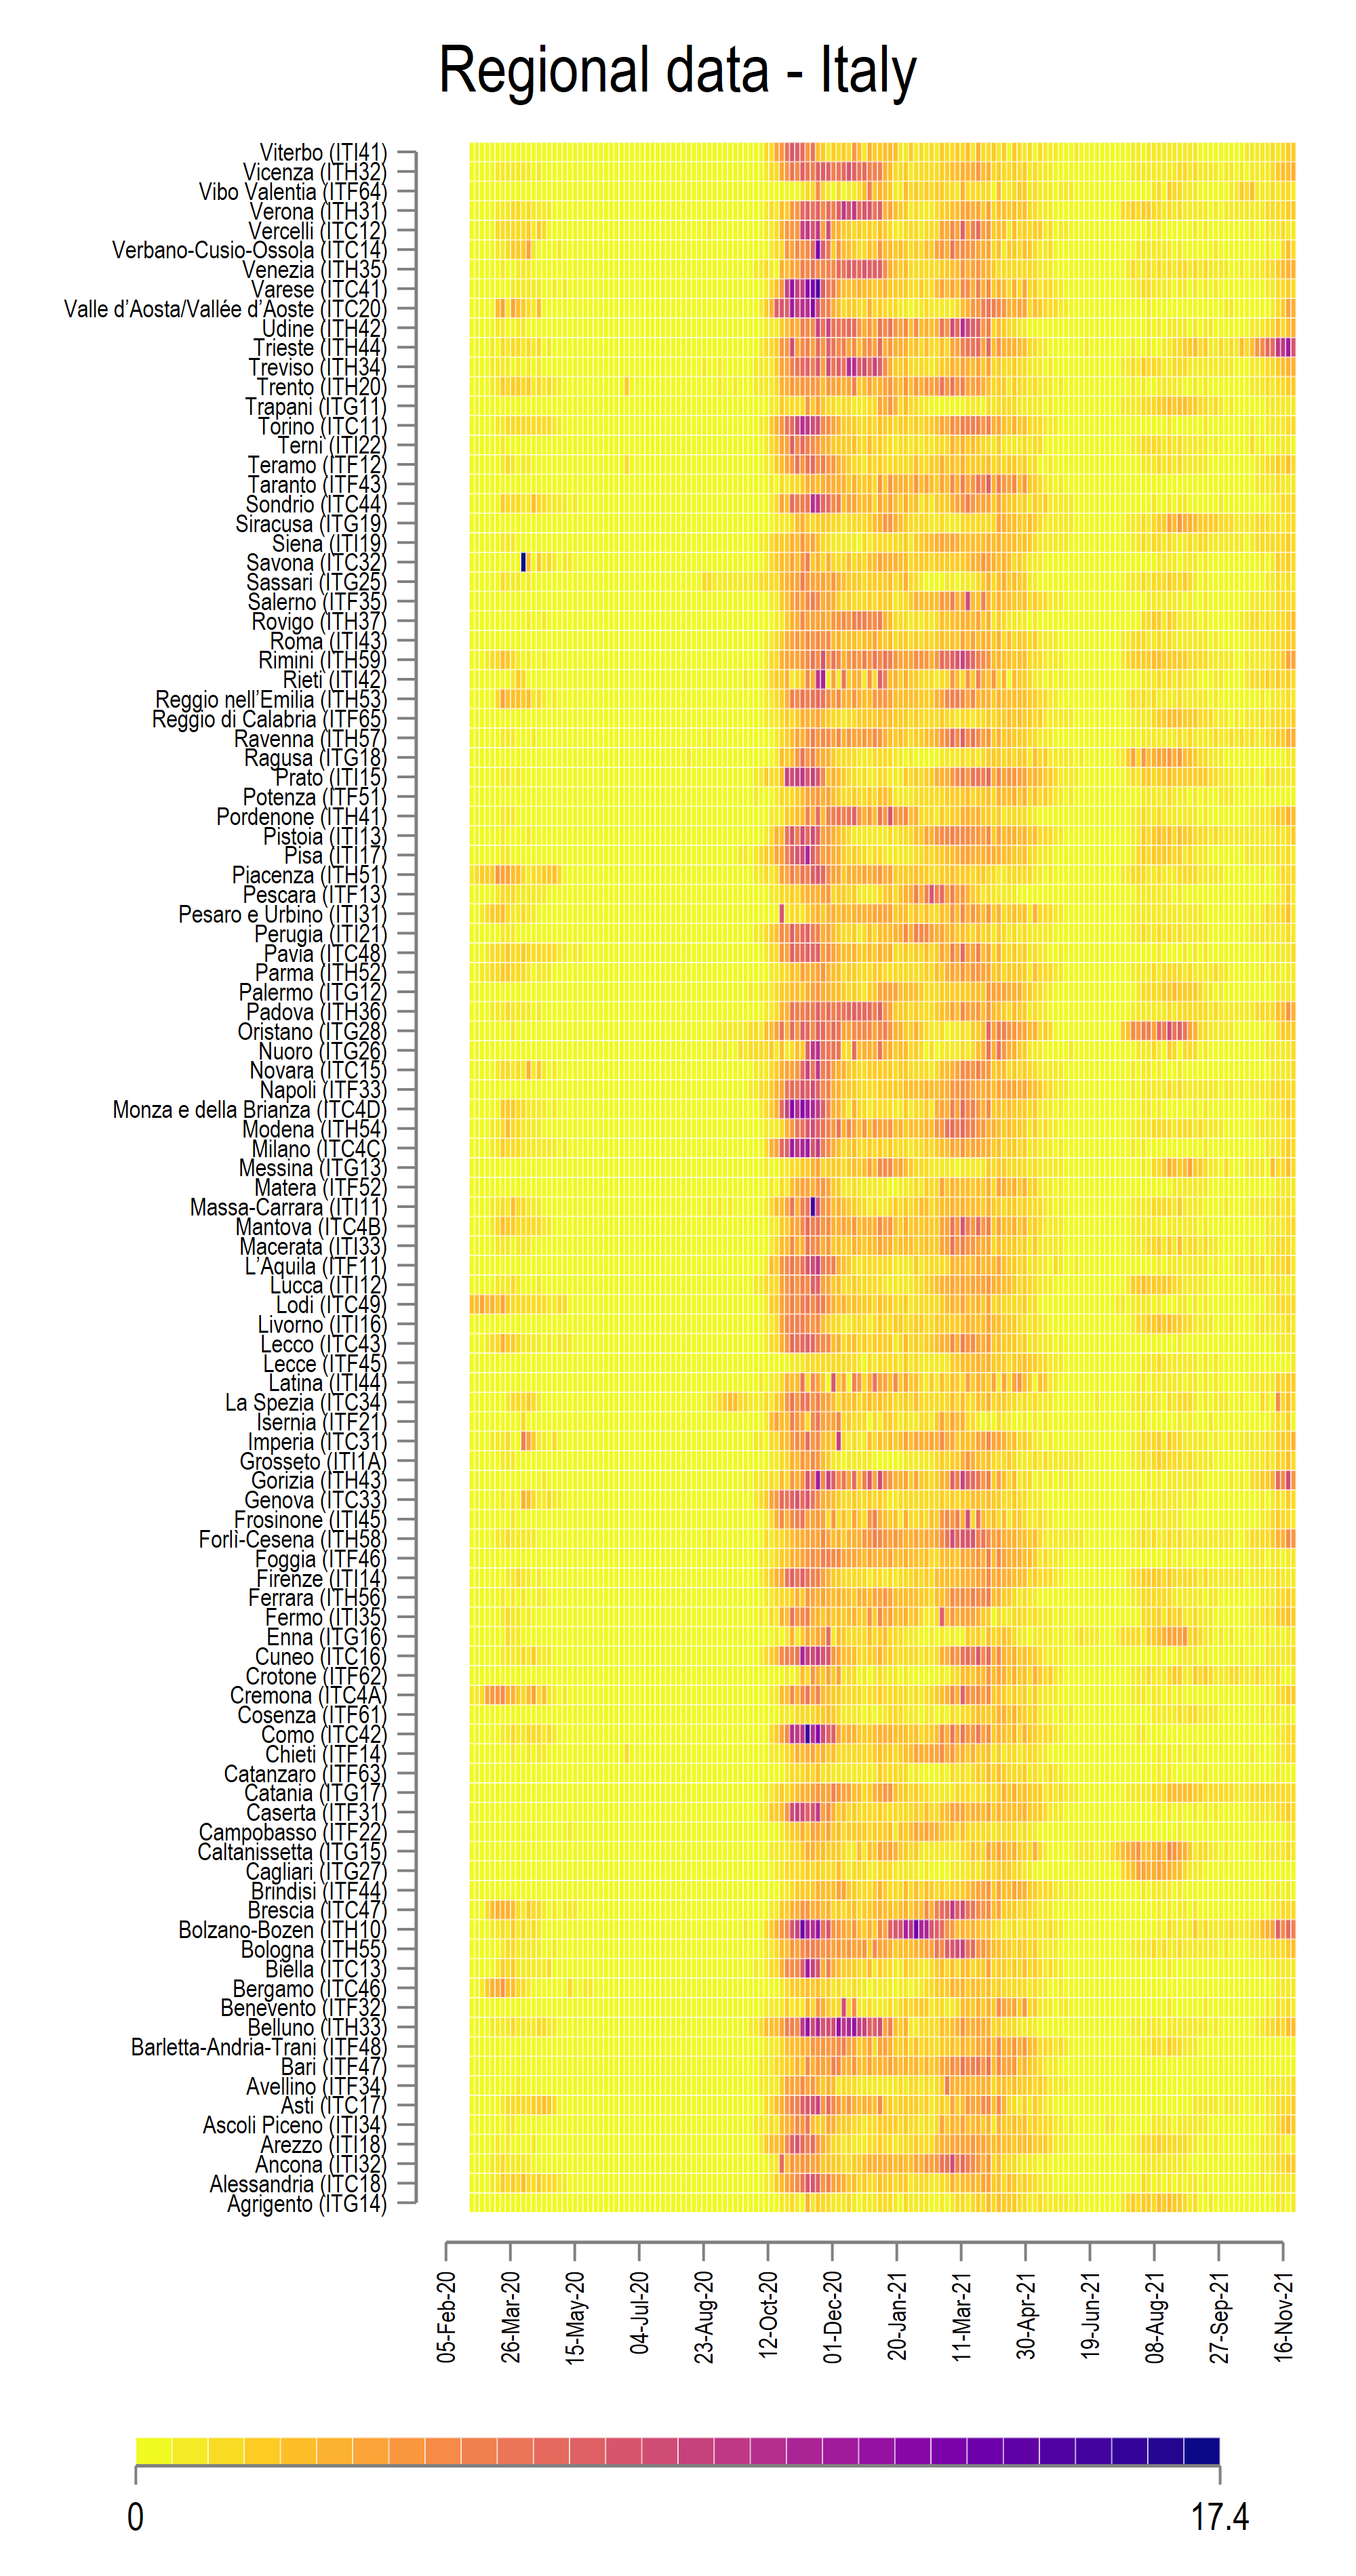 Regional data - Italy
Viterbo (ITI41)
Vicenza (ITH32)
Vibo Valentia (ITF64)
Verona (ITH31)
Vercelli (ITC12)
Verbano-Cusio-Ossola (ITC14)
Venezia (ITH35)
Varese (ITC41)
Valle d’Aosta/Vallée d’Aoste (ITC20)
Udine (ITH42)
Trieste (ITH44)
Treviso (ITH34)
Trento (ITH20)
Trapani (ITG11)
Torino (ITC11)
Terni (ITI22)
Teramo (ITF12)
Taranto (ITF43)
Sondrio (ITC44)
Siracusa (ITG19)
Siena (ITI19)
Savona (ITC32)
Sassari (ITG25)
Salerno (ITF35)
Rovigo (ITH37)
Roma (ITI43)
Rimini (ITH59)
Rieti (ITI42)
Reggio nell’Emilia (ITH53)
Reggio di Calabria (ITF65)
Ravenna (ITH57)
Ragusa (ITG18)
Prato (ITI15)
Potenza (ITF51)
Pordenone (ITH41)
Pistoia (ITI13)
Pisa (ITI17)
Piacenza (ITH51)
Pescara (ITF13)
Pesaro e Urbino (ITI31)
Perugia (ITI21)
Pavia (ITC48)
Parma (ITH52)
Palermo (ITG12)
Padova (ITH36)
Oristano (ITG28)
Nuoro (ITG26)
Novara (ITC15)
Napoli (ITF33)
Monza e della Brianza (ITC4D)
Modena (ITH54)
Milano (ITC4C)
Messina (ITG13)
Matera (ITF52)
Massa-Carrara (ITI11)
Mantova (ITC4B)
Macerata (ITI33)
L’Aquila (ITF11)
Lucca (ITI12)
Lodi (ITC49)
Livorno (ITI16)
Lecco (ITC43)
Lecce (ITF45)
Latina (ITI44)
La Spezia (ITC34)
Isernia (ITF21)
Imperia (ITC31)
Grosseto (ITI1A)
Gorizia (ITH43)
Genova (ITC33)
Frosinone (ITI45)
Forlì-Cesena (ITH58)
Foggia (ITF46)
Firenze (ITI14)
Ferrara (ITH56)
Fermo (ITI35)
Enna (ITG16)
Cuneo (ITC16)
Crotone (ITF62)
Cremona (ITC4A)
Cosenza (ITF61)
Como (ITC42)
Chieti (ITF14)
Catanzaro (ITF63)
Catania (ITG17)
Caserta (ITF31)
Campobasso (ITF22)
Caltanissetta (ITG15)
Cagliari (ITG27)
Brindisi (ITF44)
Brescia (ITC47)
Bolzano-Bozen (ITH10)
Bologna (ITH55)
Biella (ITC13)
Bergamo (ITC46)
Benevento (ITF32)
Belluno (ITH33)
Barletta-Andria-Trani (ITF48)
Bari (ITF47)
Avellino (ITF34)
Asti (ITC17)
Ascoli Piceno (ITI34)
Arezzo (ITI18)
Ancona (ITI32)
Alessandria (ITC18)
Agrigento (ITG14)
05-Feb-20
26-Mar-20
15-May-20
04-Jul-20
23-Aug-20
12-Oct-20
01-Dec-20
20-Jan-21
11-Mar-21
30-Apr-21
19-Jun-21
08-Aug-21
27-Sep-21
16-Nov-21
0
17.4